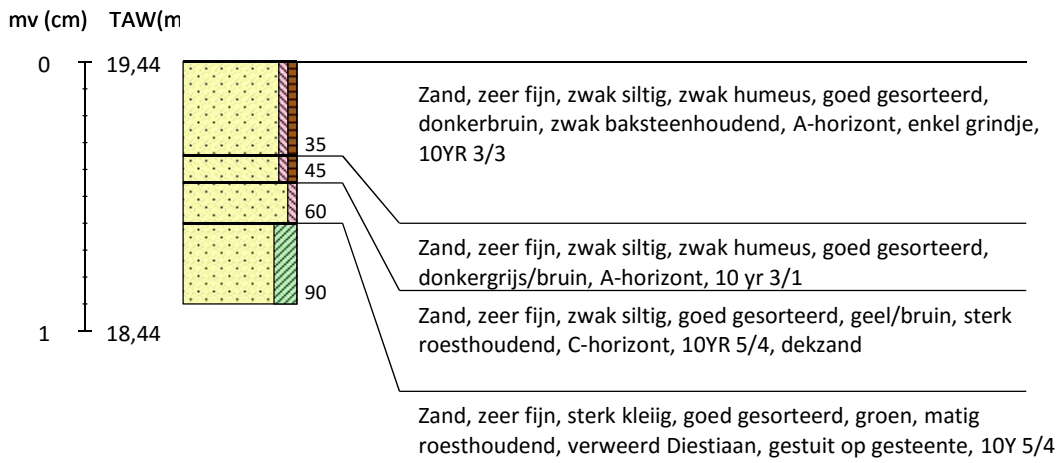 mv (cm) TAW(m
0 19,44
Zand, zeer fijn, zwak siltig, zwak humeus, goed gesorteerd,
donkerbruin, zwak baksteenhoudend, A-horizont, enkel grindje,
10YR 3/3
35
45
60
90
Zand, zeer fijn, zwak siltig, zwak humeus, goed gesorteerd,
donkergrijs/bruin, A-horizont, 10 yr 3/1
Zand, zeer fijn, zwak siltig, goed gesorteerd, geel/bruin, sterk
roesthoudend, C-horizont, 10YR 5/4, dekzand
1 18,44
Zand, zeer fijn, sterk kleiig, goed gesorteerd, groen, matig
roesthoudend, verweerd Diestiaan, gestuit op gesteente, 10Y 5/4